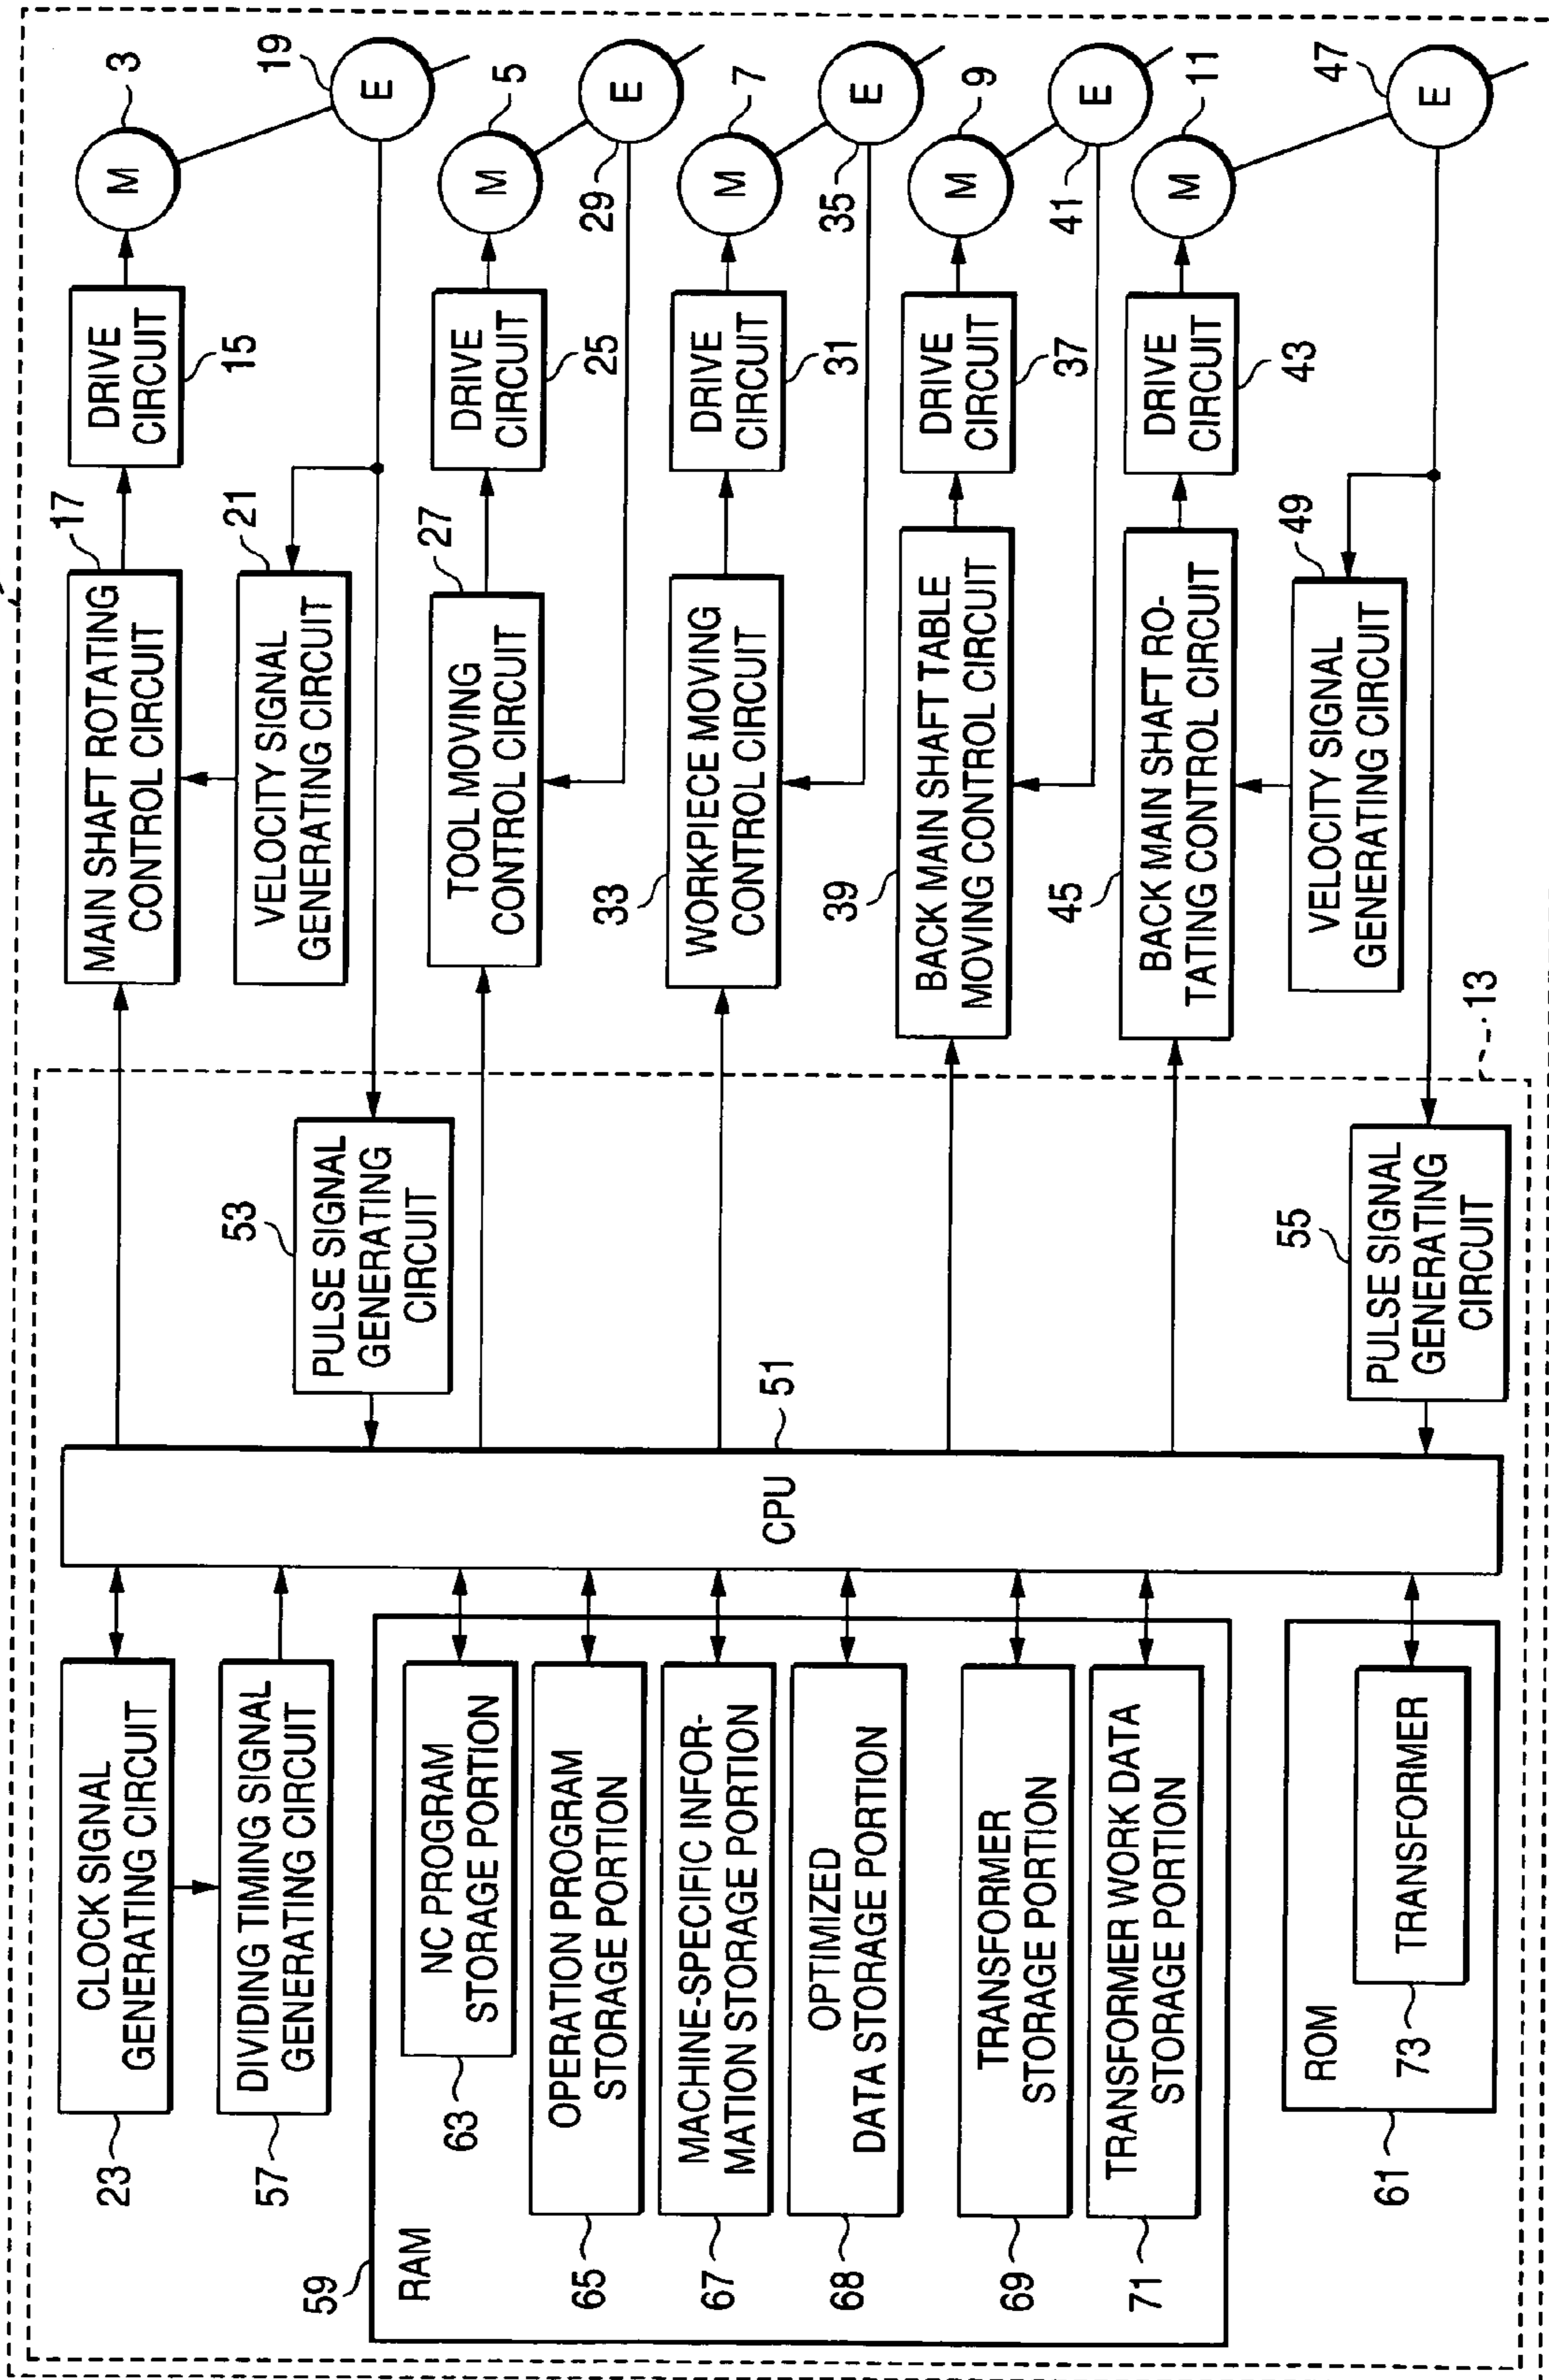 23
CLOCK SIGNAL
GENERATING CIRCUIT
57
DIVIDING TIMING SIGNAL
GENERATING CIRCUIT
59
RAM
63
NC PROGRAM
STORAGE PORTION
65
OPERATION PROGRAM
STORAGE PORTION
67
MACHINE-SPECIFIC INFOR-
MATION STORAGE PORTION
68
OPTIMIZED
DATA STORAGE PORTION
69
TRANSFORMER
STORAGE PORTION
71
TRANSFORMER WORK DATA
STORAGE PORTION
61
ROM
73
TRANSFORMER
CPU
51
53
PULSE SIGNAL
GENERATING
CIRCUIT
55
PULSE SIGNAL
GENERATING
CIRCUIT
13
MAIN SHAFT ROTATING
CONTROL CIRCUIT
17
DRIVE
CIRCUIT
15
M
3
VELOCITY SIGNAL
GENERATING CIRCUIT
21
E
19
TOOL MOVING
CONTROL CIRCUIT
27
DRIVE
CIRCUIT
25
M
5
E
29
33
WORKPIECE MOVING
CONTROL CIRCUIT
DRIVE
CIRCUIT
31
M
7
E
35
39
BACK MAIN SHAFT TABLE
MOVING CONTROL CIRCUIT
DRIVE
CIRCUIT
37
M
9
E
41
45
BACK MAIN SHAFT RO-
TATING CONTROL CIRCUIT
DRIVE
CIRCUIT
43
M
11
VELOCITY SIGNAL
GENERATING CIRCUIT
49
E
47